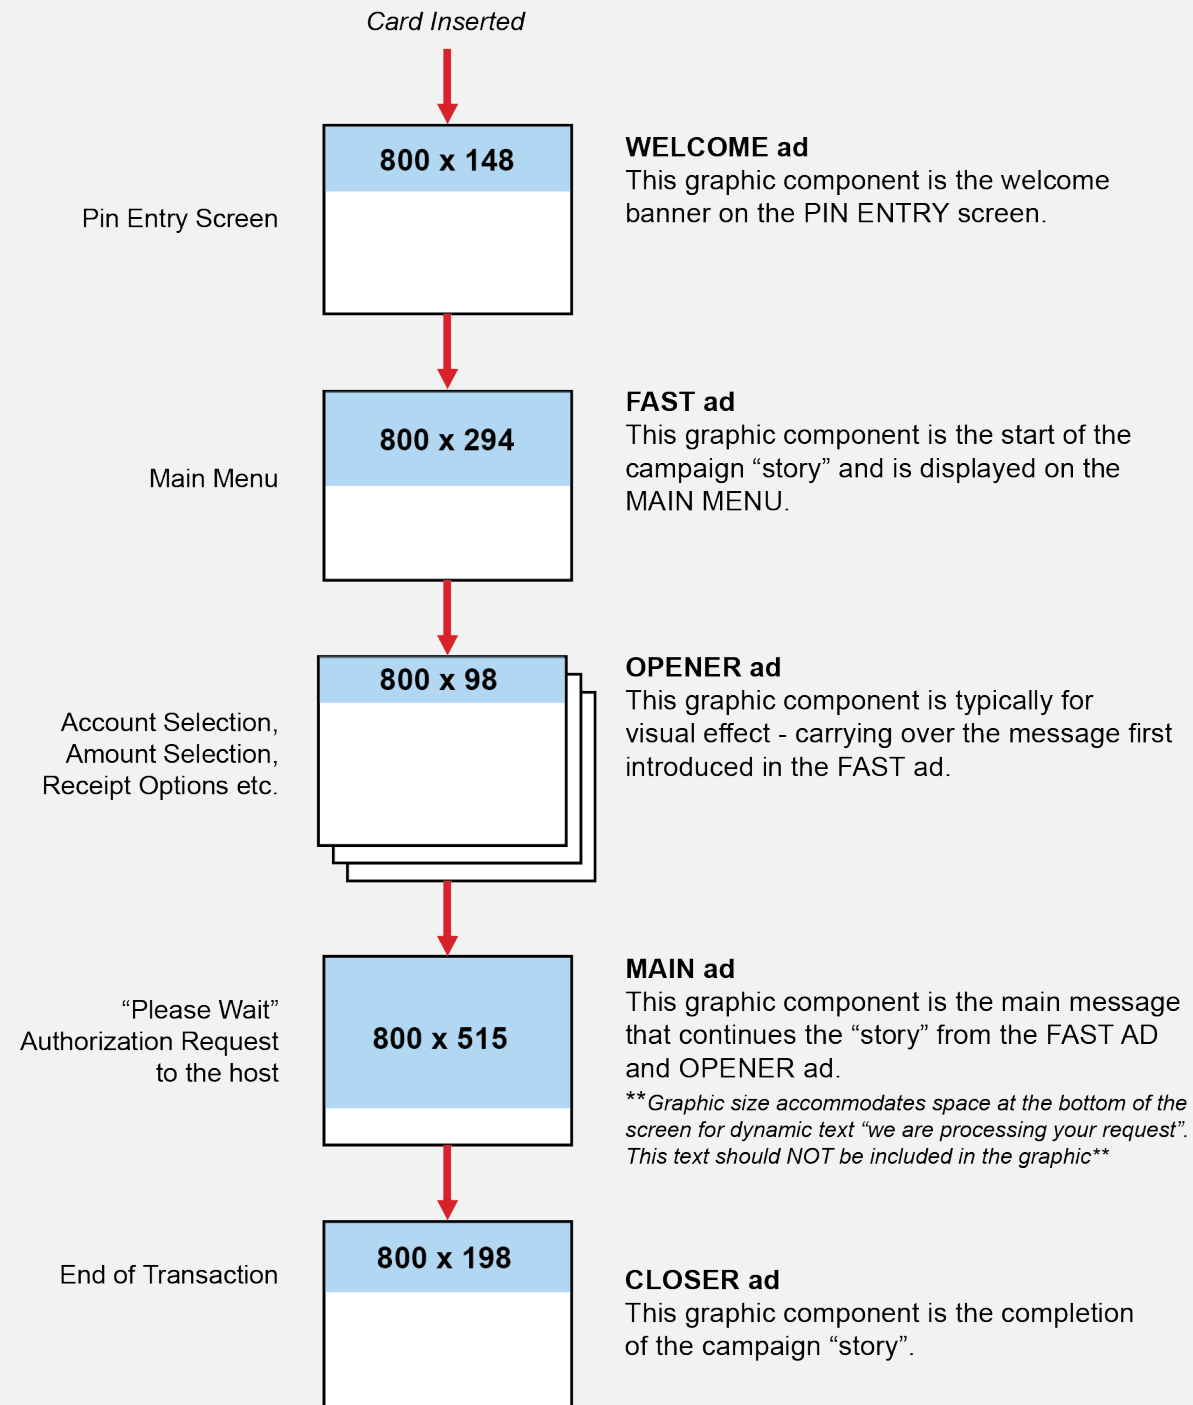 Card Inserted
800 x 148
Pin Entry Screen
WELCOME ad
This graphic component is the welcome
banner on the PIN ENTRY screen.
800 x 294
Main Menu
FAST ad
This graphic component is the start of the
campaign “story” and is displayed on the
MAIN MENU.
800 x 98
Account Selection,
Amount Selection,
Receipt Options etc.
OPENER ad
This graphic component is typically for
visual effect - carrying over the message first
introduced in the FAST ad.
800 x 515
“Please Wait”
Authorization Request
to the host
MAIN ad
This graphic component is the main message
that continues the “story” from the FAST AD
and OPENER ad.
**Graphic size accommodates space at the bottom of the
screen for dynamic text “we are processing your request”.
This text should NOT be included in the graphic**
800 x 198
End of Transaction
CLOSER ad
This graphic component is the completion
of the campaign “story”.